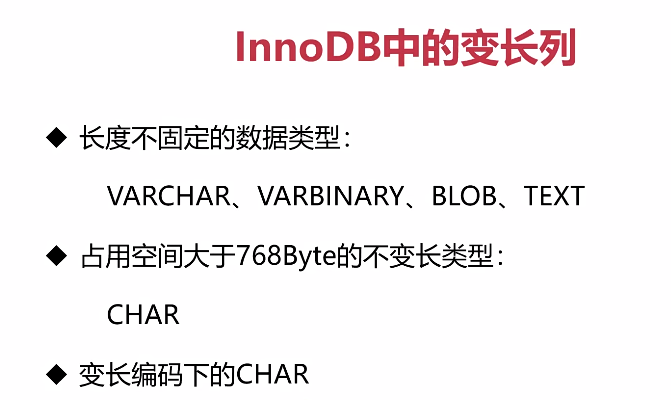 InnoDB中的变长列
◆ 长度不固定的数据类型：
VARCHAR、VARBINARY、BLOB、TEXT
◆ 占用空间大于768Byte的不变长类型：
CHAR
◆ 变长编码下的CHAR